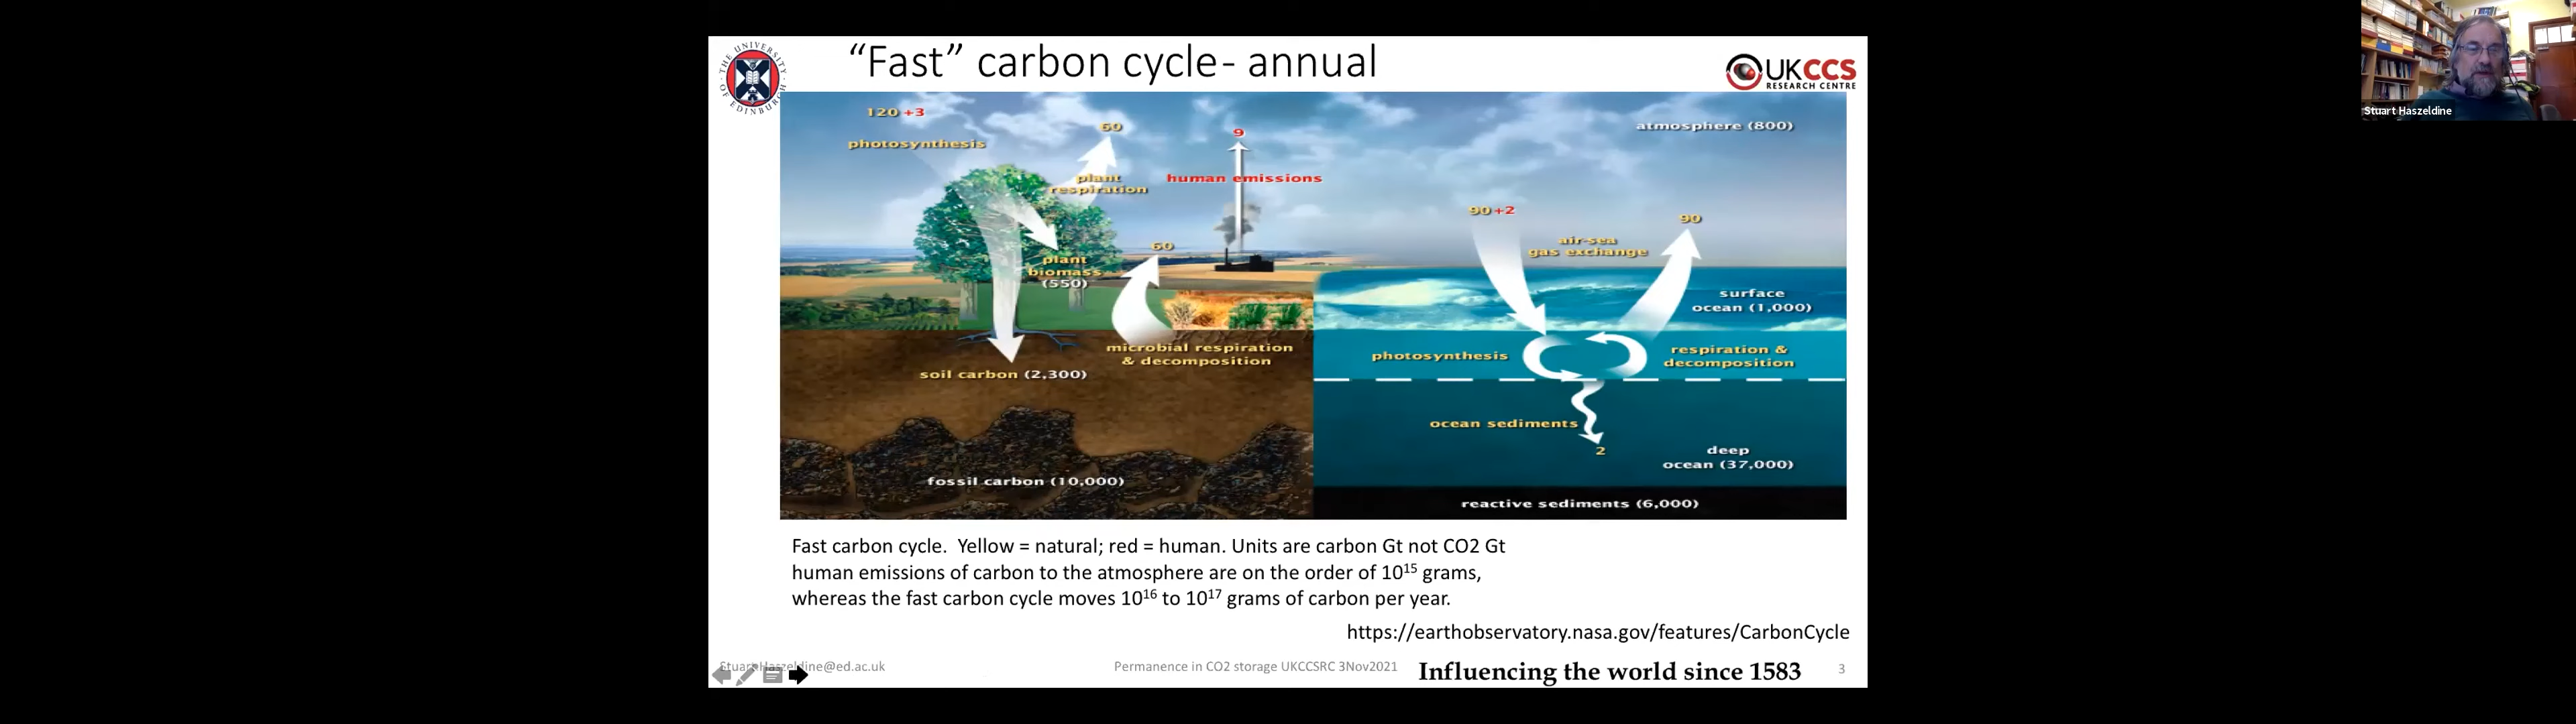 “Fast” carbon cycle- annual
THE UNIVERSITY OF EDINBURGH
UKCCS
RESEARCH CENTRE
Stuart Haszeldine
120 +3
photosynthesis
60
plant
respiration
9
human emissions
atmosphere (800)
plant
biomass
(550)
60
90+2
90
air-sea
gas exchange
surface
ocean (1,000)
microbial respiration
& decomposition
soil carbon (2,300)
photosynthesis
respiration &
decomposition
ocean sediments
2
deep
ocean (37,000)
fossil carbon (10,000)
reactive sediments (6,000)
Fast carbon cycle.  Yellow = natural; red = human. Units are carbon Gt not CO2 Gt
human emissions of carbon to the atmosphere are on the order of 10¹⁵ grams,
whereas the fast carbon cycle moves 10¹⁶ to 10¹⁷ grams of carbon per year.
https://earthobservatory.nasa.gov/features/CarbonCycle
Stuart.Haszeldine@ed.ac.uk
Permanence in CO2 storage UKCCSRC 3Nov2021
Influencing the world since 1583
3